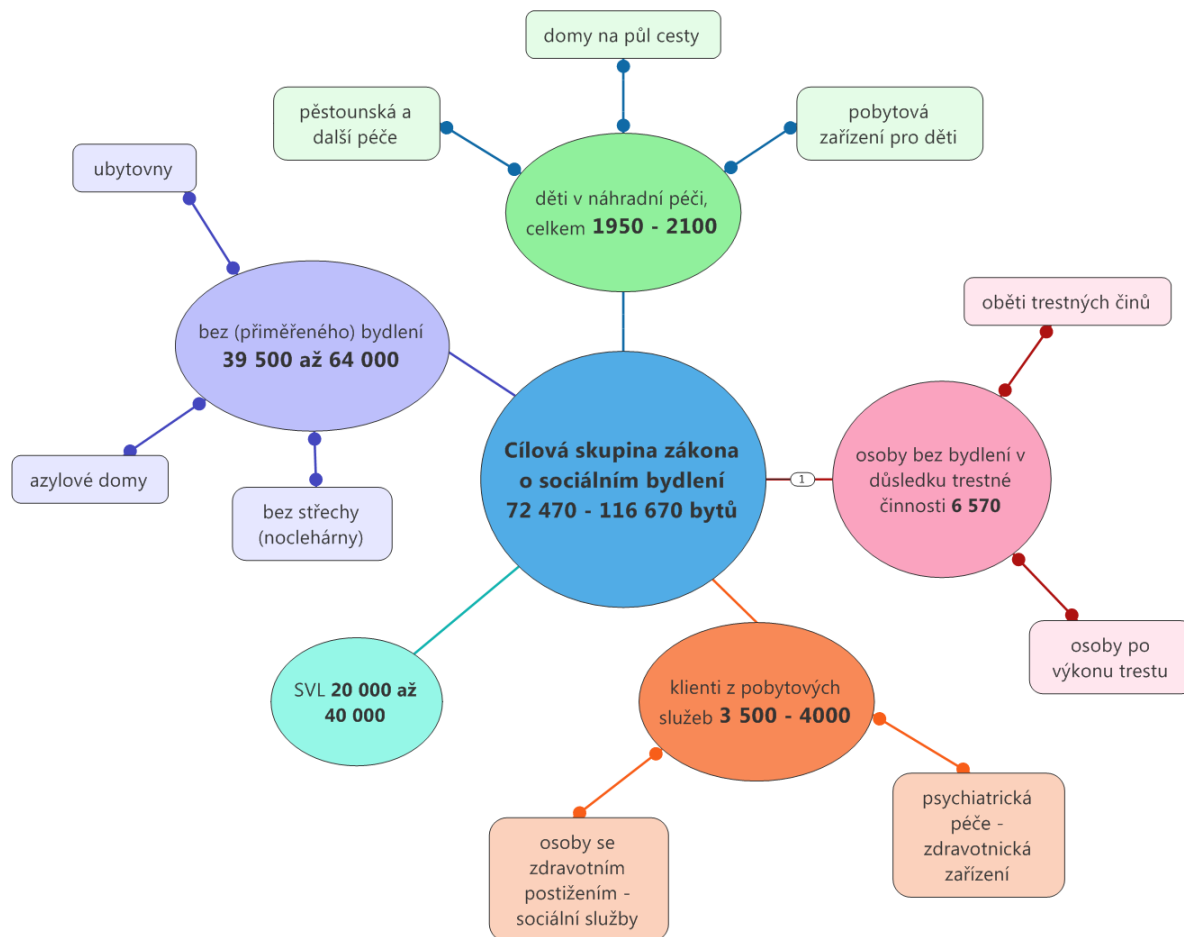 domy na půl cesty
pěstounská a
další péče
pobytová
zařízení pro děti
děti v náhradní péči,
celkem 1950 - 2100
ubytovny
bez (přiměřeného) bydlení
39 500 až 64 000
azylové domy
bez střechy
(noclehárny)
Cílová skupina zákona
o sociálním bydlení
72 470 - 116 670 bytů
1
oběti trestných činů
osoby bez bydlení v
důsledku trestné
činnosti 6 570
osoby po
výkonu trestu
SVL 20 000 až
40 000
klienti z pobytových
služeb 3 500 - 4000
osoby se
zdravotním
postižením -
sociální služby
psychiatrická
péče -
zdravotnická
zařízení